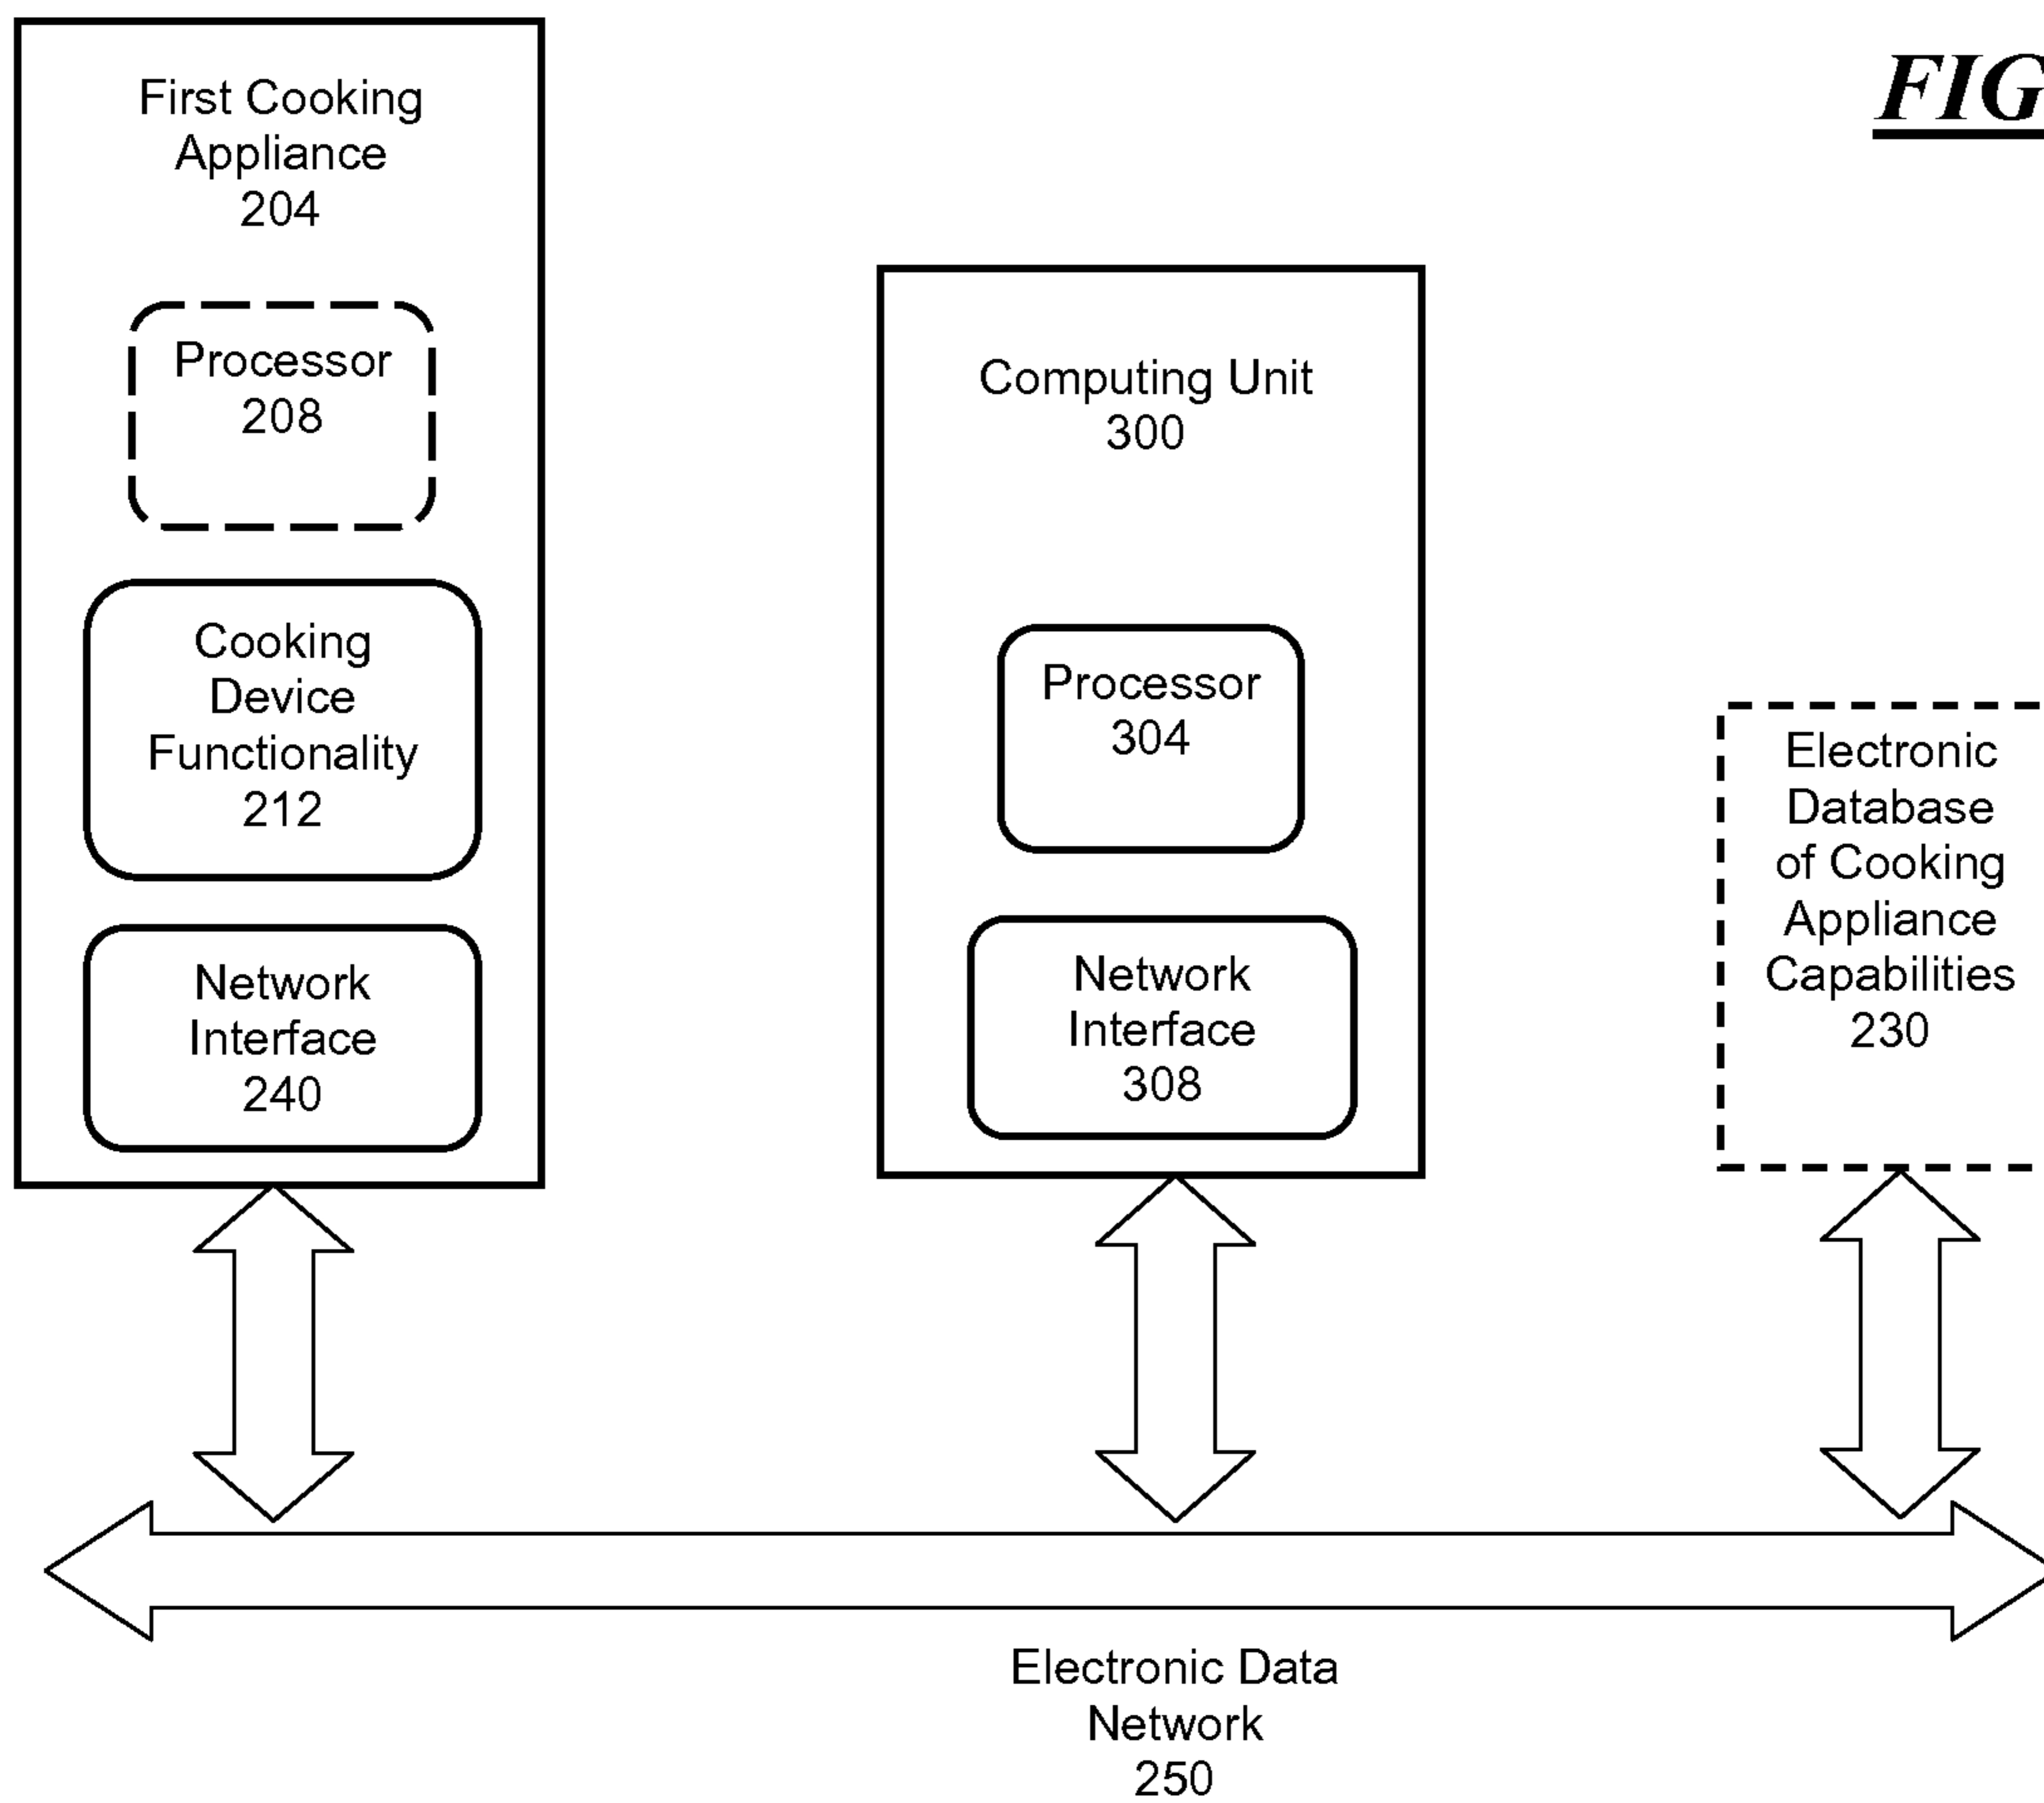 First Cooking
Appliance
204
Processor
208
Cooking
Device
Functionality
212
Network
Interface
240
Computing Unit
300
Processor
304
Network
Interface
308
FIG
Electronic
Database
of Cooking
Appliance
Capabilities
230
Electronic Data
Network
250